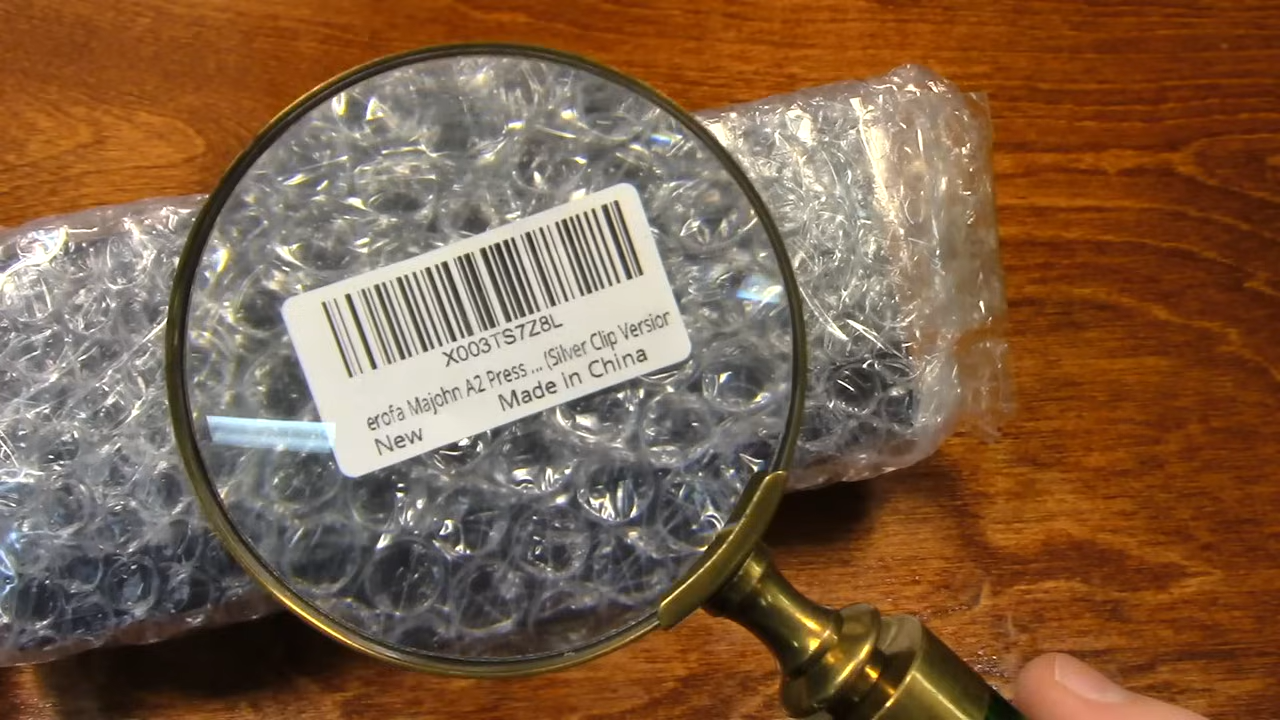 X003TS7Z8L
erofa Majohn A2 Press ... (Silver Clip Version
New
Made in China